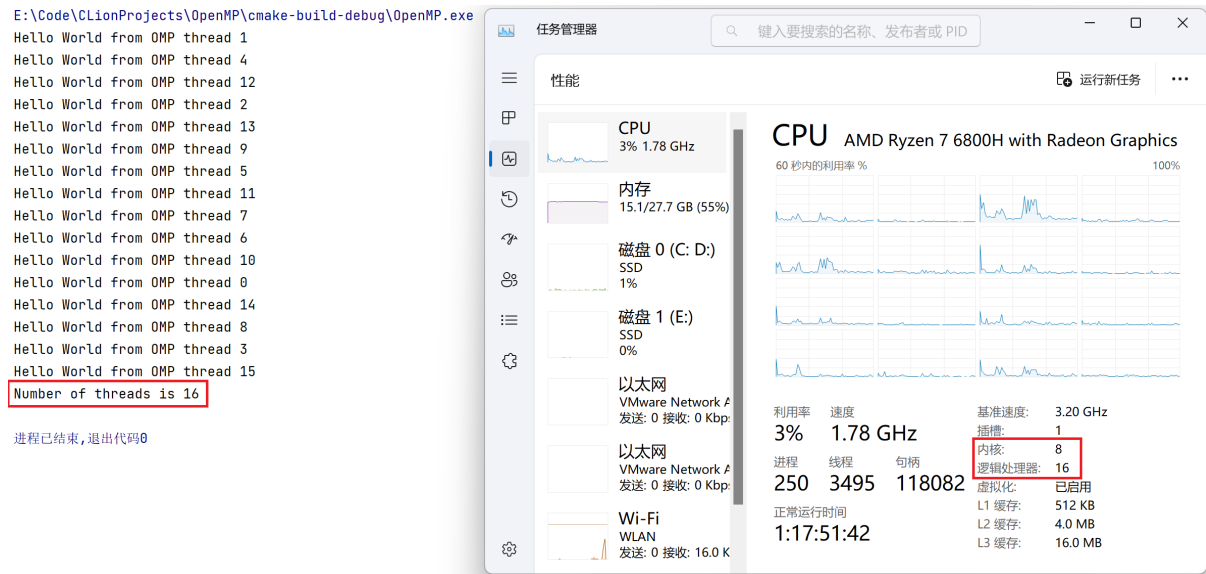 E:\Code\CLionProjects\OpenMP\cmake-build-debug\OpenMP.exe
Hello World from OMP thread 1
Hello World from OMP thread 4
Hello World from OMP thread 12
Hello World from OMP thread 2
Hello World from OMP thread 13
Hello World from OMP thread 9
Hello World from OMP thread 5
Hello World from OMP thread 11
Hello World from OMP thread 7
Hello World from OMP thread 6
Hello World from OMP thread 10
Hello World from OMP thread 0
Hello World from OMP thread 14
Hello World from OMP thread 8
Hello World from OMP thread 3
Hello World from OMP thread 15
Number of threads is 16
进程已结束,退出代码0
任务管理器
键入要搜索的名称、发布者或 PID
性能
运行新任务
CPU
3% 1.78 GHz
内存
15.1/27.7 GB (55%)
磁盘 0 (C: D:)
SSD
1%
磁盘 1 (E:)
SSD
0%
以太网
VMware Network A
发送: 0 接收: 0 Kbp
以太网
VMware Network A
发送: 0 接收: 0 Kbp
Wi-Fi
WLAN
发送: 0 接收: 16.0 K
CPU AMD Ryzen 7 6800H with Radeon Graphics
60 秒内的利用率 % 100%
利用率 速度
3% 1.78 GHz
进程 线程 句柄
250 3495 118082
正常运行时间
1:17:51:42
基准速度: 3.20 GHz
插槽: 1
内核: 8
逻辑处理器: 16
虚拟化: 已启用
L1 缓存: 512 KB
L2 缓存: 4.0 MB
L3 缓存: 16.0 MB